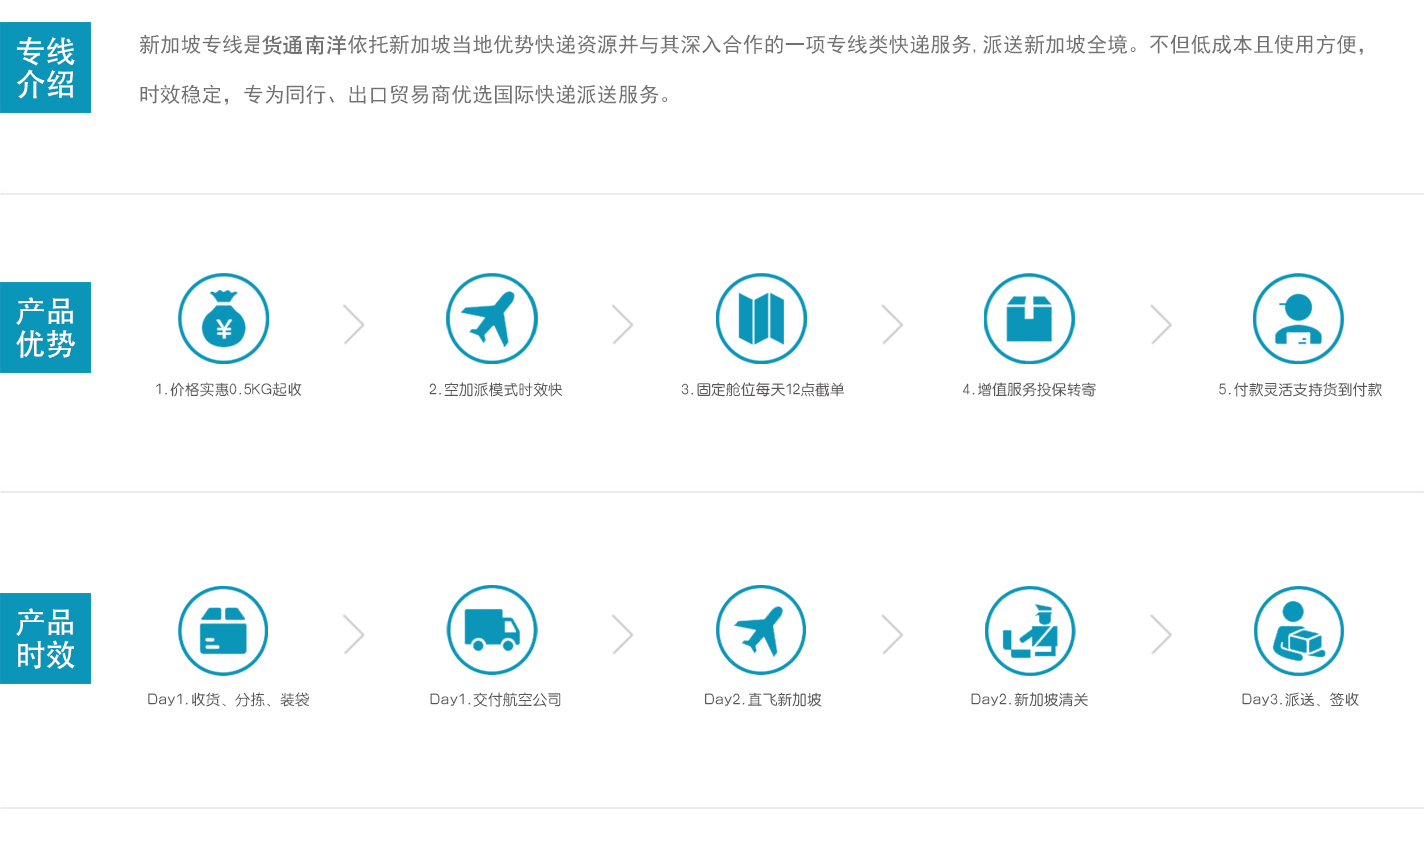 专线
介绍
新加坡专线是货通南洋依托新加坡当地优势快递资源并与其深入合作的一项专线类快递服务, 派送新加坡全境。不但低成本且使用方便，
时效稳定，专为同行、出口贸易商优选国际快递派送服务。
产品
优势
¥
1.价格实惠0.5KG起收
2.空加派模式时效快
3.固定舱位每天12点截单
4.增值服务投保转寄
5.付款灵活支持货到付款
产品
时效
Day1.收货、分拣、装袋
Day1.交付航空公司
Day2.直飞新加坡
Day2.新加坡清关
Day3.派送、签收